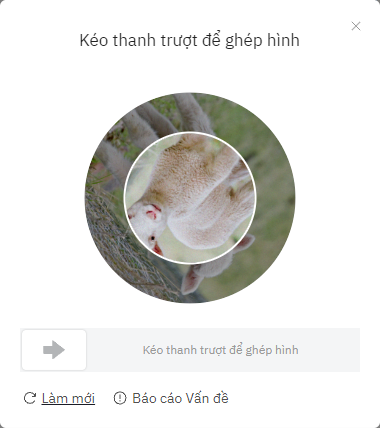 Kéo thanh trượt để ghép hình
Kéo thanh trượt để ghép hình
Làm mới
Báo cáo Vấn đề